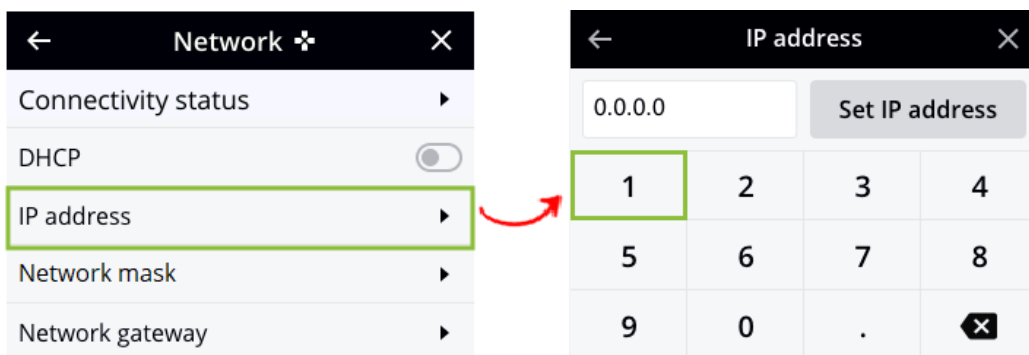 Network
Connectivity status
DHCP
IP address
Network mask
Network gateway
IP address
0.0.0.0
Set IP address
1 2 3 4
5 6 7 8
9 0 .